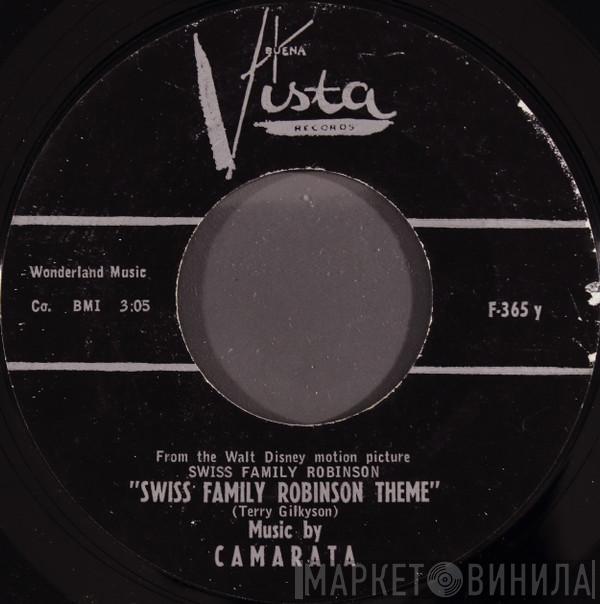 BUENA
Vista
RECORDS
Wonderland Music
Co. BMI 3:05
F-365 y
From the Walt Disney motion picture
SWISS FAMILY ROBINSON
"SWISS FAMILY ROBINSON THEME"
(Terry Gilkyson)
Music by
CAMARATA
МАРКЕТ ВИНИЛА